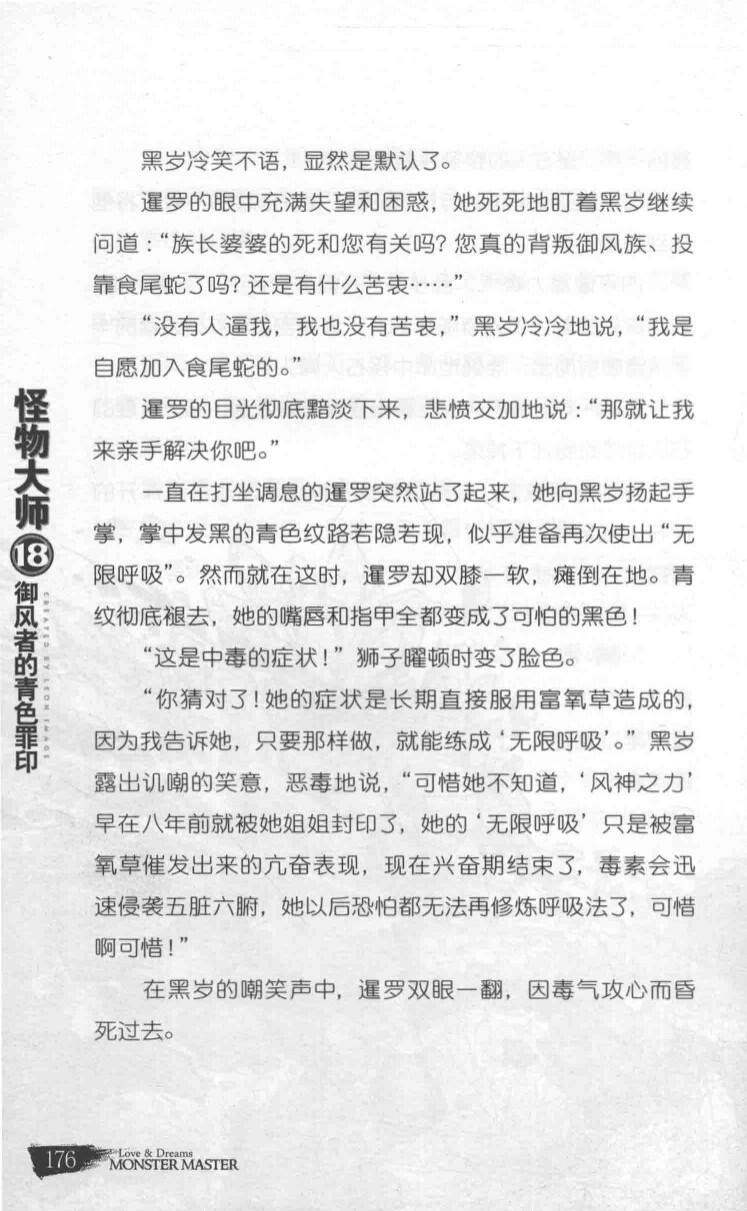 黑岁冷笑不语，显然是默认了。
暹罗的眼中充满失望和困惑，她死死地盯着黑岁继续
问道：“族长婆婆的死和您有关吗？您真的背叛御风族、投
靠食尾蛇了吗？还是有什么苦衷……”
“没有人逼我，我也没有苦衷，”黑岁冷冷地说，“我是
自愿加入食尾蛇的。”
暹罗的目光彻底黯淡下来，悲愤交加地说：“那就让我
来亲手解决你吧。”
一直在打坐调息的暹罗突然站了起来，她向黑岁扬起手
掌，掌中发黑的青色纹路若隐若现，似乎准备再次使出“无
限呼吸”。然而就在这时，暹罗却双膝一软，瘫倒在地。青
纹彻底褪去，她的嘴唇和指甲全都变成了可怕的黑色！
“这是中毒的症状！”狮子曜顿时变了脸色。
“你猜对了！她的症状是长期直接服用富氧草造成的，
因为我告诉她，只要那样做，就能练成‘无限呼吸’。”黑岁
露出讥嘲的笑意，恶毒地说，“可惜她不知道，‘风神之力’
早在八年前就被她姐姐封印了，她的‘无限呼吸’只是被富
氧草催发出来的亢奋表现，现在兴奋期结束了，毒素会迅
速侵袭五脏六腑，她以后恐怕都无法再修炼呼吸法了，可惜
啊可惜！”
在黑岁的嘲笑声中，暹罗双眼一翻，因毒气攻心而昏
死过去。
怪物大师⑱御风者的青色罪印
CREATED BY LEON IMAGE
176
Love & Dreams
MONSTER MASTER